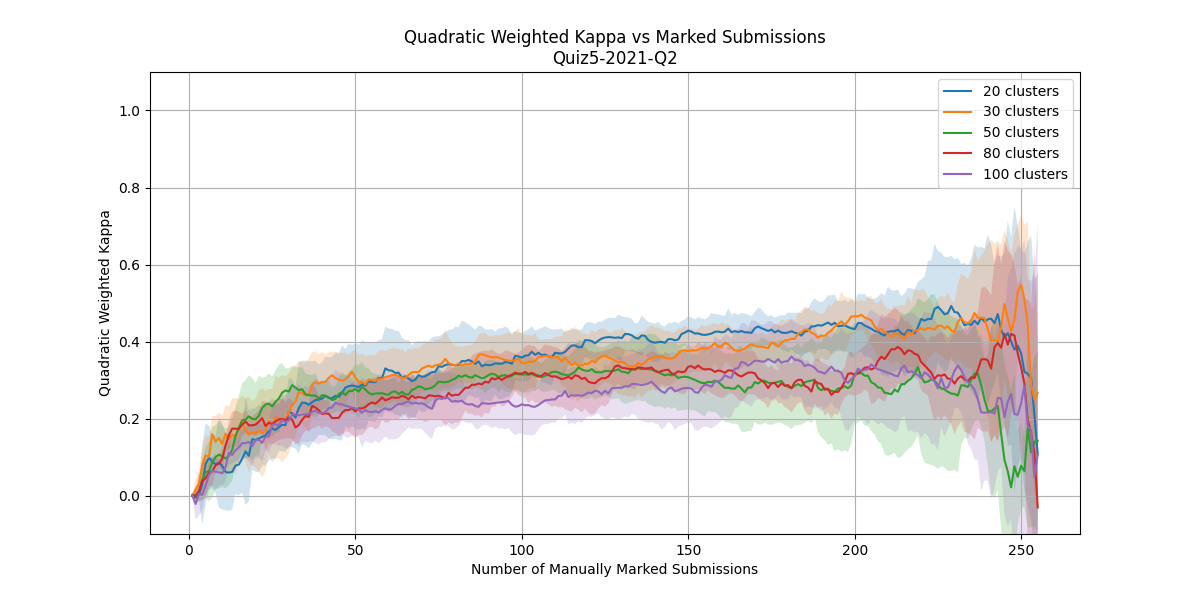 Quadratic Weighted Kappa vs Marked Submissions
Quiz5-2021-Q2
20 clusters
30 clusters
50 clusters
80 clusters
100 clusters
1.0
0.8
0.6
0.4
0.2
0.0
Quadratic Weighted Kappa
0 50 100 150 200 250
Number of Manually Marked Submissions